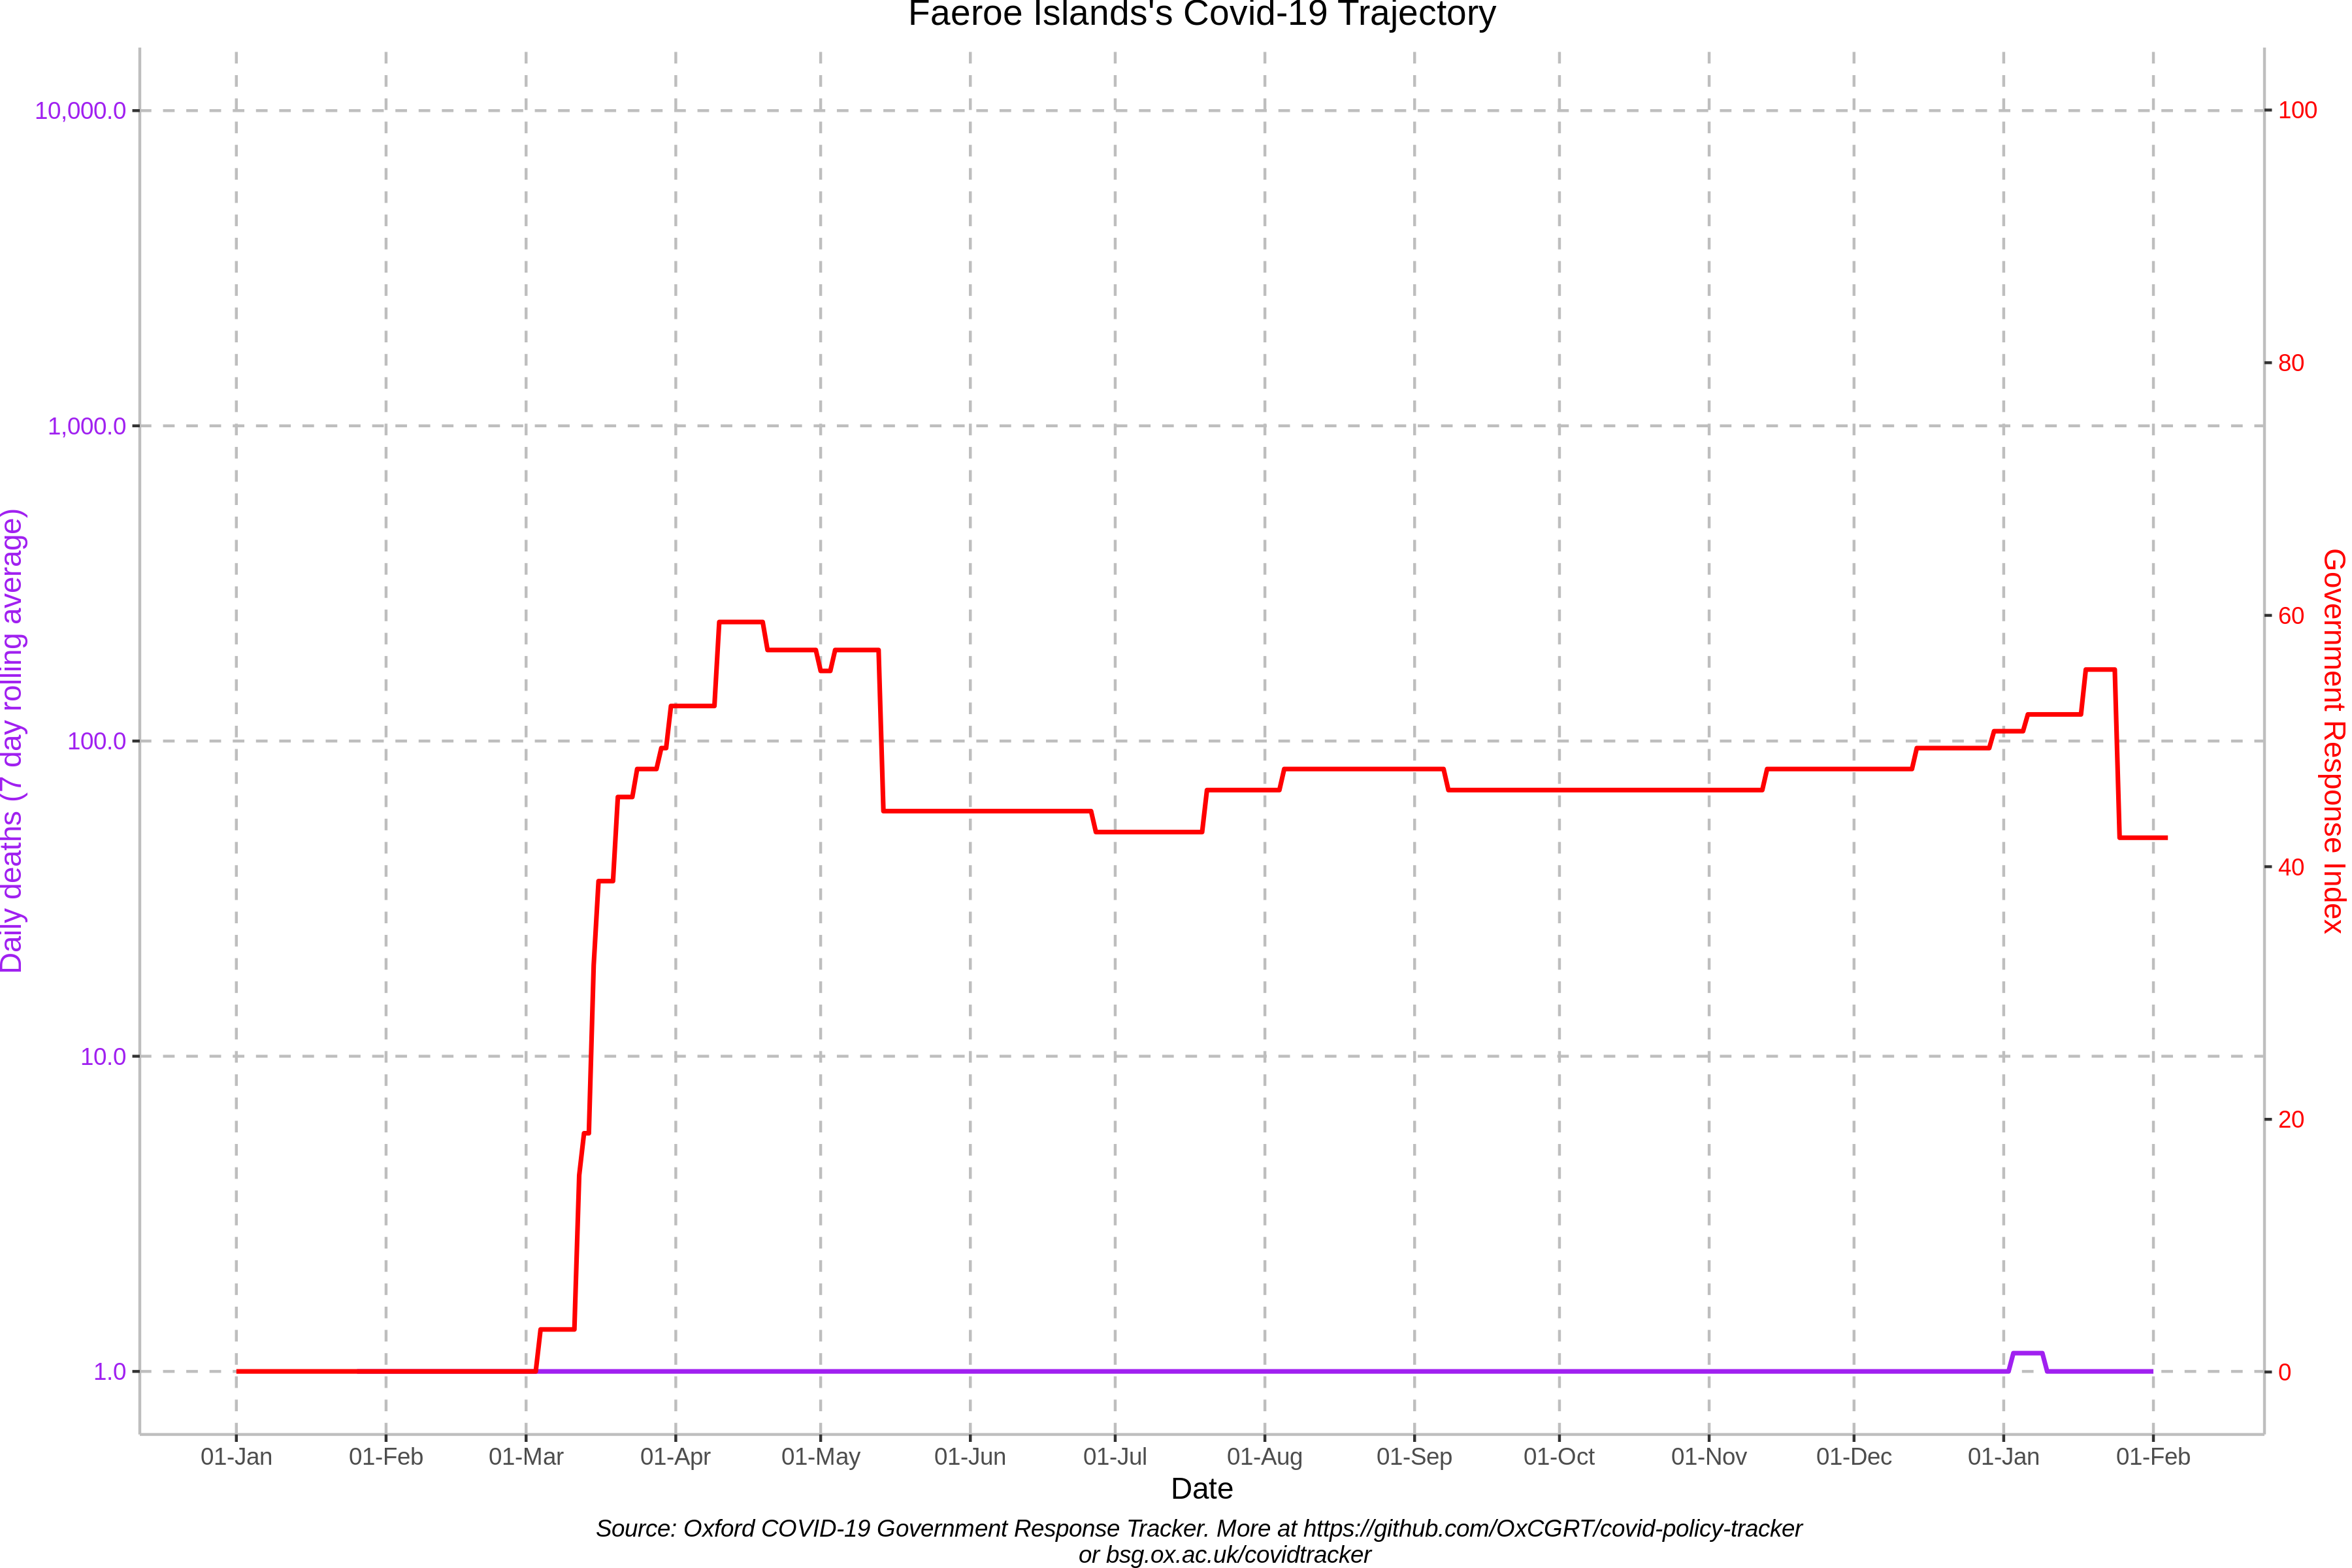 Faeroe Islands's Covid-19 Trajectory
10,000.0
1,000.0
100.0
10.0
1.0
Daily deaths (7 day rolling average)
100
80
60
40
20
0
Government Response Index
01-Jan 01-Feb 01-Mar 01-Apr 01-May 01-Jun 01-Jul 01-Aug 01-Sep 01-Oct 01-Nov 01-Dec 01-Jan 01-Feb
Date
Source: Oxford COVID-19 Government Response Tracker. More at https://github.com/OxCGRT/covid-policy-tracker
or bsg.ox.ac.uk/covidtracker